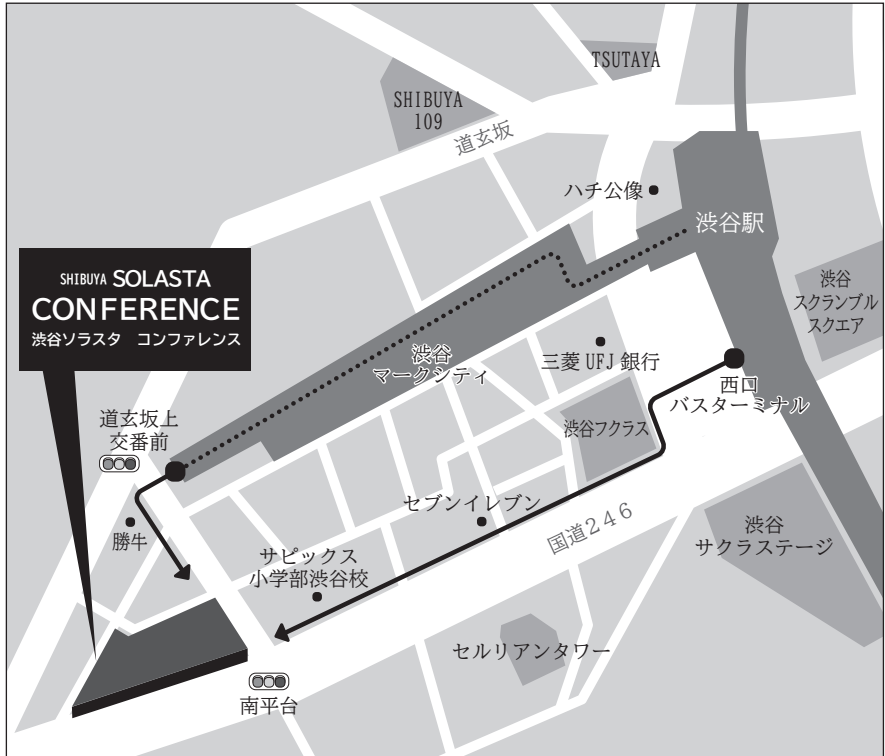 TSUTAYA
SHIBUYA
109
道玄坂
ハチ公像
渋谷駅
SHIBUYA SOLASTA
CONFERENCE
渋谷ソラスタ コンファレンス
渋谷
スクランブル
スクエア
渋谷
マークシティ
三菱UFJ銀行
西口
バスターミナル
道玄坂上
交番前
渋谷フクラス
セブンイレブン
国道246
勝牛
サピックス
小学部渋谷校
渋谷
サクラステージ
セルリアンタワー
南平台